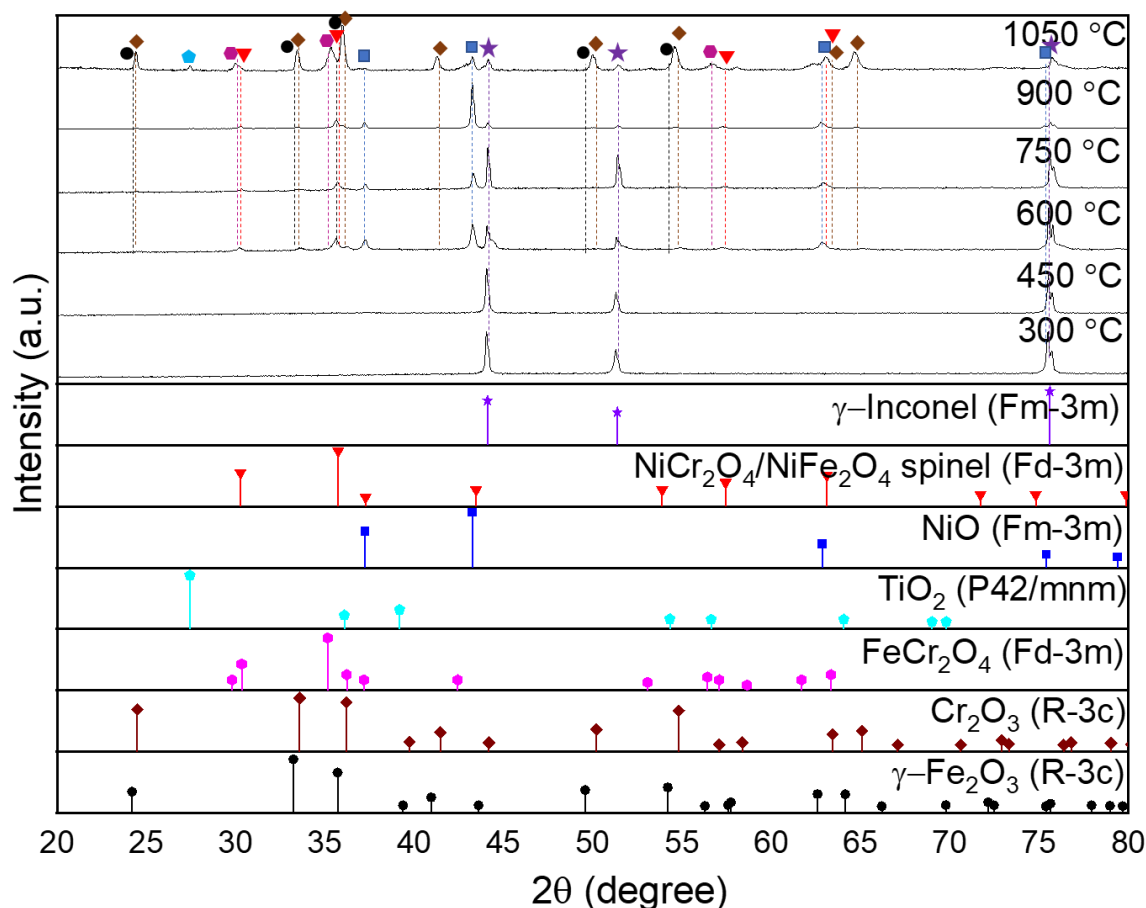 1050 °C
900 °C
750 °C
600 °C
450 °C
300 °C
γ–Inconel (Fm-3m)
NiCr₂O₄/NiFe₂O₄ spinel (Fd-3m)
NiO (Fm-3m)
TiO₂ (P42/mnm)
FeCr₂O₄ (Fd-3m)
Cr₂O₃ (R-3c)
γ–Fe₂O₃ (R-3c)
Intensity (a.u.)
20 25 30 35 40 45 50 55 60 65 70 75 80
2θ (degree)